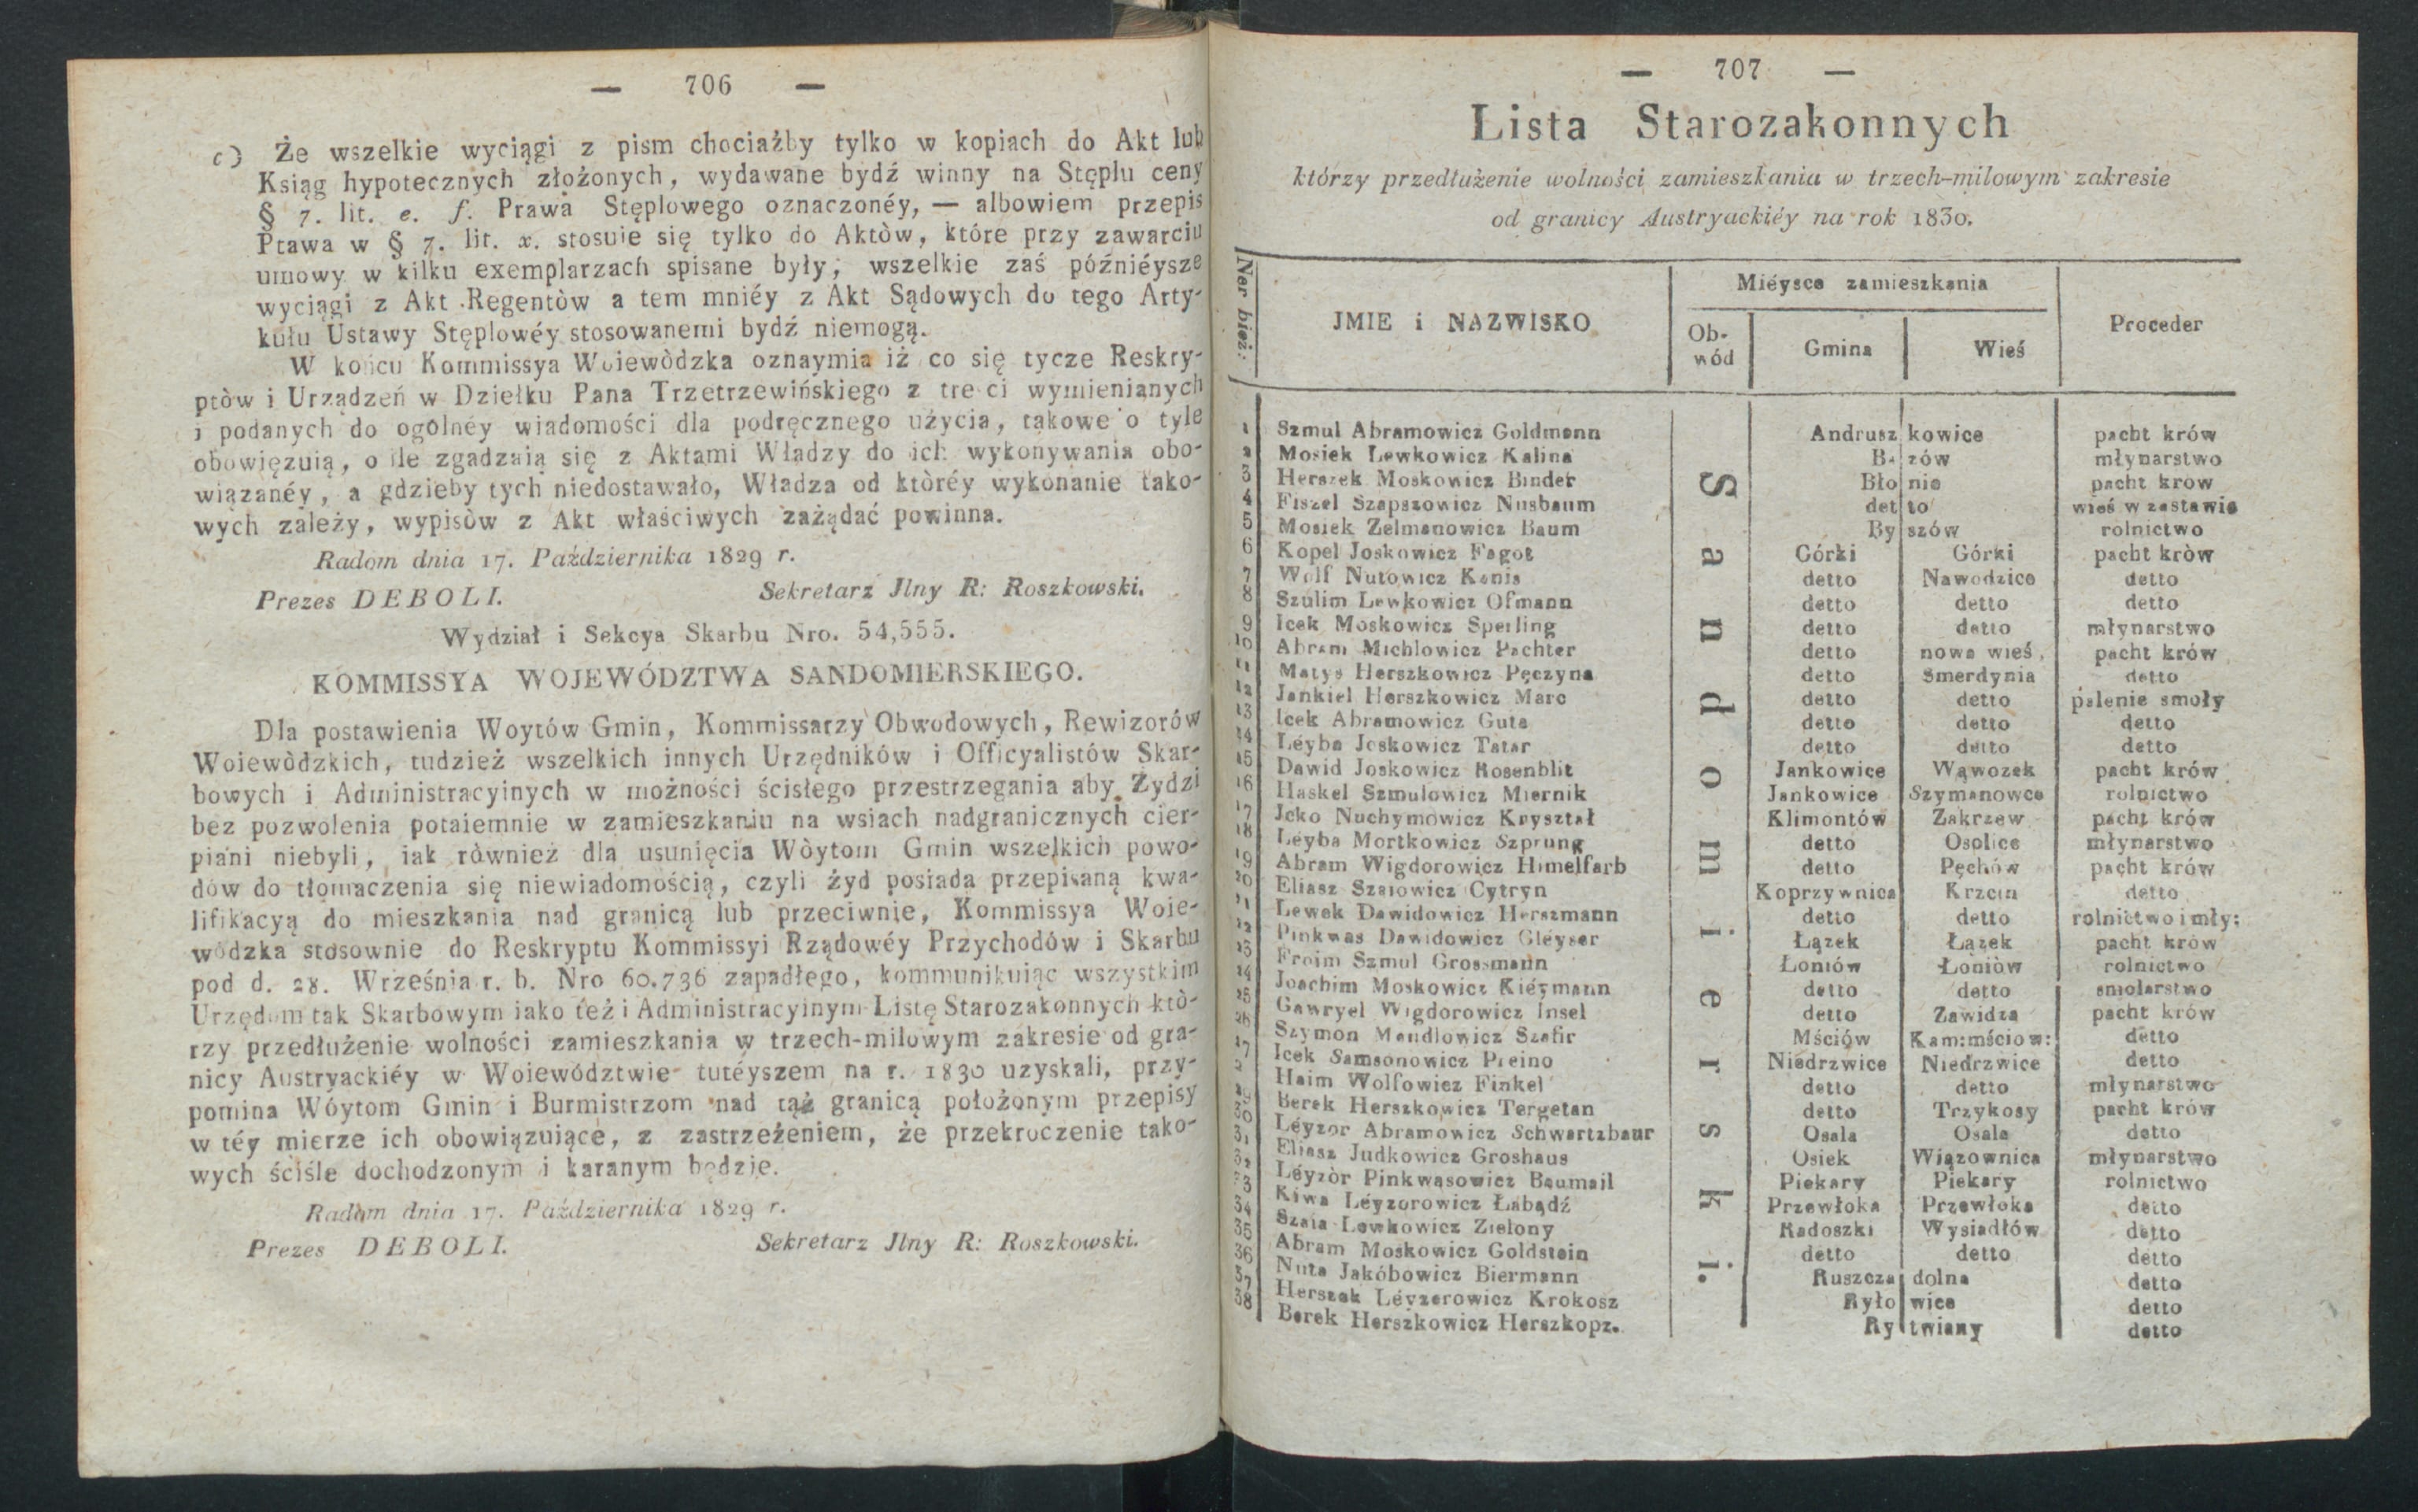 — 706 —
c) Że wszelkie wyciągi z pism chociażby tylko w kopiach do Akt lub
Ksiąg hypotecznych złożonych, wydawane bydź winny na Stęplu ceny
§ 7. lit. e. f. Prawa Stęplowego oznaczonéy, — albowiem przepis
Ptawa w § 7. lit. x. stosuie się tylko do Aktòw, które przy zawarciu
umowy w kilku exemplarzach spisane były, wszelkie zaś późniéysze
wyciągi z Akt Regentòw a tem mniéy z Akt Sądowych do tego Arty-
kułu Ustawy Stęplowéy stosowanemi bydź niemogą.
W końcu Kommissya Woiewòdzka oznaymia iż co się tycze Reskry-
ptòw i Urządzeń w Dziełku Pana Trzetrzewińskiego z treści wymienianych
i podanych do ogólnéy wiadomości dla podręcznego użycia, takowe o tyle
obowięzuią, o ile zgadzaią się z Aktami Władzy do ich wykonywania obo-
wiązanéy, a gdzieby tych niedostawało, Władza od któréy wykonanie tako-
wych zależy, wypisòw z Akt właściwych zażądać powinna.
Radom dnia 17. Października 1829 r.
Prezes DEBOLI. Sekretarz Jlny R: Roszkowski.
Wydział i Sekcya Skarbu Nro. 54,555.
KOMMISSYA WOJEWÓDZTWA SANDOMIERSKIEGO.
Dla postawienia Woytów Gmin, Kommissarzy Obwodowych, Rewizorów
Woiewòdzkich, tudzież wszelkich innych Urzędników i Officyalistów Skar-
bowych i Administracyinych w możności ścisłego przestrzegania aby Żydzi
bez pozwolenia potaiemnie w zamieszkaniu na wsiach nadgranicznych cier-
piani niebyli, iak ròwnież dla usunięcia Wòytom Gmin wszelkich powo-
dów do tłomaczenia się niewiadomością, czyli żyd posiada przepisaną kwa-
lifikacyą do mieszkania nad granicą lub przeciwnie, Kommissya Woie-
wódzka stosownie do Reskryptu Kommissyi Rządowéy Przychodów i Skarbu
pod d. 28. Września r. b. Nro 60.736 zapadłego, kommunikuiąc wszystkim
Urzędom tak Skarbowym iako też i Administracyinym Listę Starozakonnych któ-
rzy przedłużenie wolności zamieszkania w trzech-milowym zakresie od gra-
nicy Austryackiéy w Woiewództwie tutéyszem na r. 1830 uzyskali, przy-
pomina Wóytom Gmin i Burmistrzom nad tąż granicą położonym przepisy
w téy mierze ich obowiązuiące, z zastrzeżeniem, że przekroczenie tako-
wych ściśle dochodzonym i karanym będzie.
Radom dnia 17. Października 1829 r.
Prezes DEBOLI. Sekretarz Jlny R: Roszkowski.
— 707 —
Lista Starozakonnych
którzy przedłużenie wolności zamieszkania w trzech-milowym zakresie
od granicy Austryackiéy na rok 1830.
Ner bież: JMIE i NAZWISKO Miéysce zamieszkania Proceder
Ob-wód Gmina Wieś
Sandomierski.
1 Szmul Abramowicz Goldmann Andruszkowice pacht krów
2 Mosiek Lewkowicz Kalina Bazów młynarstwo
3 Herszek Moskowicz Binder Błonie pacht krow
4 Fiszel Szapszowicz Nusbaum detto wieś w zastawie
5 Mosiek Zelmanowicz Baum Byszów rolnictwo
6 Kopel Joskowicz Fagot Górki Górki pacht kròw
7 Wolf Nutowicz Kanis detto Nawodzice detto
8 Szulim Lewkowicz Ofmann detto detto detto
9 Icek Moskowicz Sperling detto detto młynarstwo
10 Abram Michlowicz Pachter detto nowa wieś pacht krów
11 Matys Herszkowicz Pęczyna detto Smerdynia detto
12 Jankiel Herszkowicz Marc detto detto palenie smoły
13 Icek Abramowicz Guta detto detto detto
14 Léyba Joskowicz Tatar detto detto detto
15 Dawid Joskowicz Rosenblit Jankowice Wąwozek pacht krów
16 Haskel Szmulowicz Miernik Jankowice Szymanowce rolnictwo
17 Jcko Nuchymowicz Kryształ Klimontów Zakrzew pacht krów
18 Léyba Mortkowicz Szprung detto Osolice młynarstwo
19 Abram Wigdorowicz Himelfarb detto Pęchów pacht krów
20 Eliasz Szaiowicz Cytryn Koprzywnica Krzcin detto
21 Lewek Dawidowicz Herszmann detto detto rolnictwo i mły:
22 Pinkwas Dawidowicz Gléyser Łązek Łązek pacht krów
23 Froim Szmul Grossmann Łoniów Łoniòw rolnictwo
24 Joachim Moskowicz Kiéymann detto detto smolarstwo
25 Gawryel Wigdorowicz Insel detto Zawidza pacht krów
26 Szymon Mendlowicz Szafir Mściów Kam:mściow: detto
27 Icek Samsonowicz Preino Niedrzwice Niedrzwice detto
2 Haim Wolfowicz Finkel detto detto młynarstwo
29 Berek Herszkowicz Tergetan detto Trzykosy pacht krów
30 Léyzor Abramowicz Schwartzbaur Osala Osala detto
31 Eliasz Judkowicz Groshaus Osiek Wiązownica młynarstwo
32 Léyzòr Pinkwasowicz Baumail Piekary Piekary rolnictwo
33 Kiwa Léyzorowicz Łabądź Przewłoka Przewłoka detto
34 Szaia Lewkowicz Zielony Radoszki Wysiadłów detto
35 Abram Moskowicz Goldstein detto detto detto
36 Nuta Jakóbowicz Biermann Ruszcza dolna detto
37 Herszek Léyzerowicz Krokosz Ryłowice detto
38 Berek Herszkowicz Herszkopz. Rytwiany detto